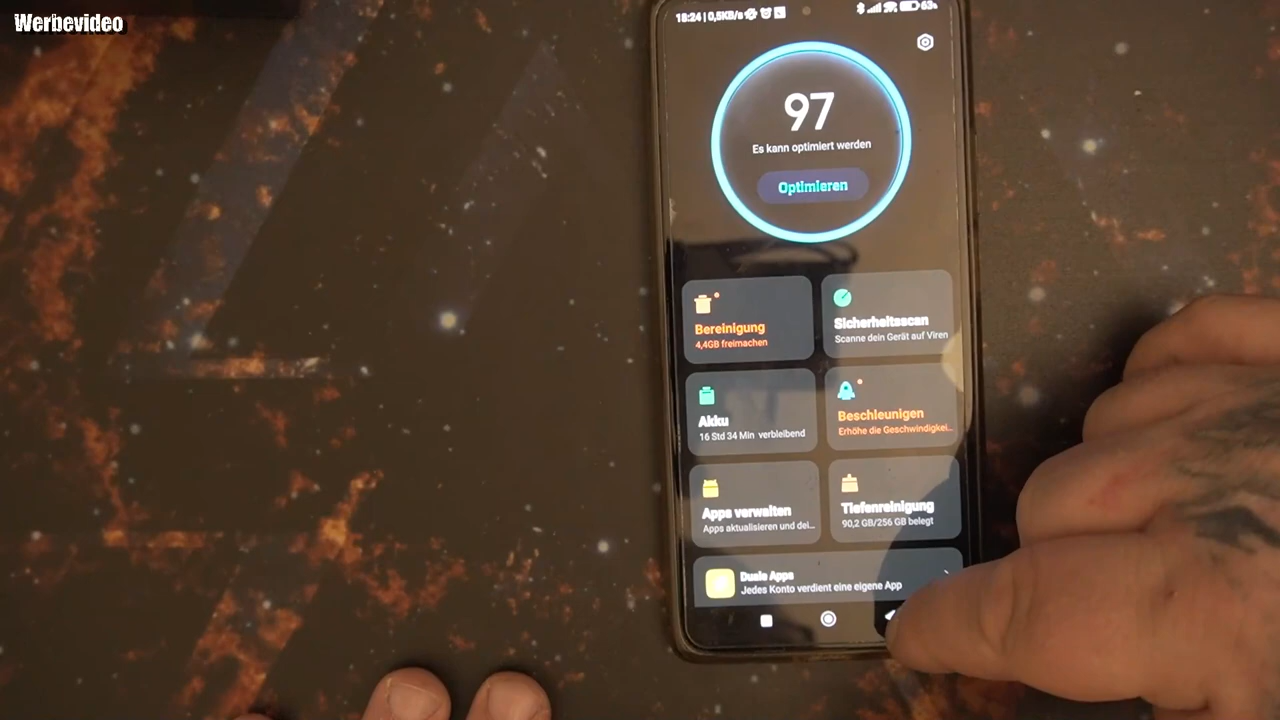 Werbevideo
18:24 | 0,5KB/s
63%
97
Es kann optimiert werden
Optimieren
Bereinigung
4,4GB freimachen
Sicherheitsscan
Scanne dein Gerät auf Viren
Akku
16 Std 34 Min verbleibend
Beschleunigen
Erhöhe die Geschwindigkei...
Apps verwalten
Apps aktualisieren und dei...
Tiefenreinigung
90,2 GB/256 GB belegt
Duale Apps
Jedes Konto verdient eine eigene App